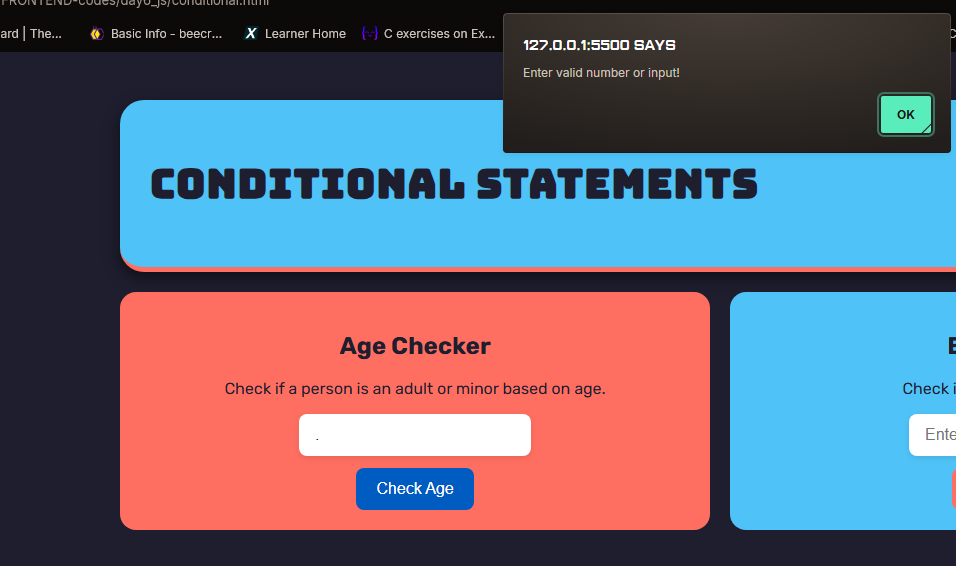 FRONTEND-codes/day6_js/conditional.html
ard | The...
Basic Info - beecr...
Learner Home
C exercises on Ex...
127.0.0.1:5500 SAYS
Enter valid number or input!
OK
CONDITIONAL STATEMENTS
Age Checker
Check if a person is an adult or minor based on age.
.
Check Age
Check i
Ente